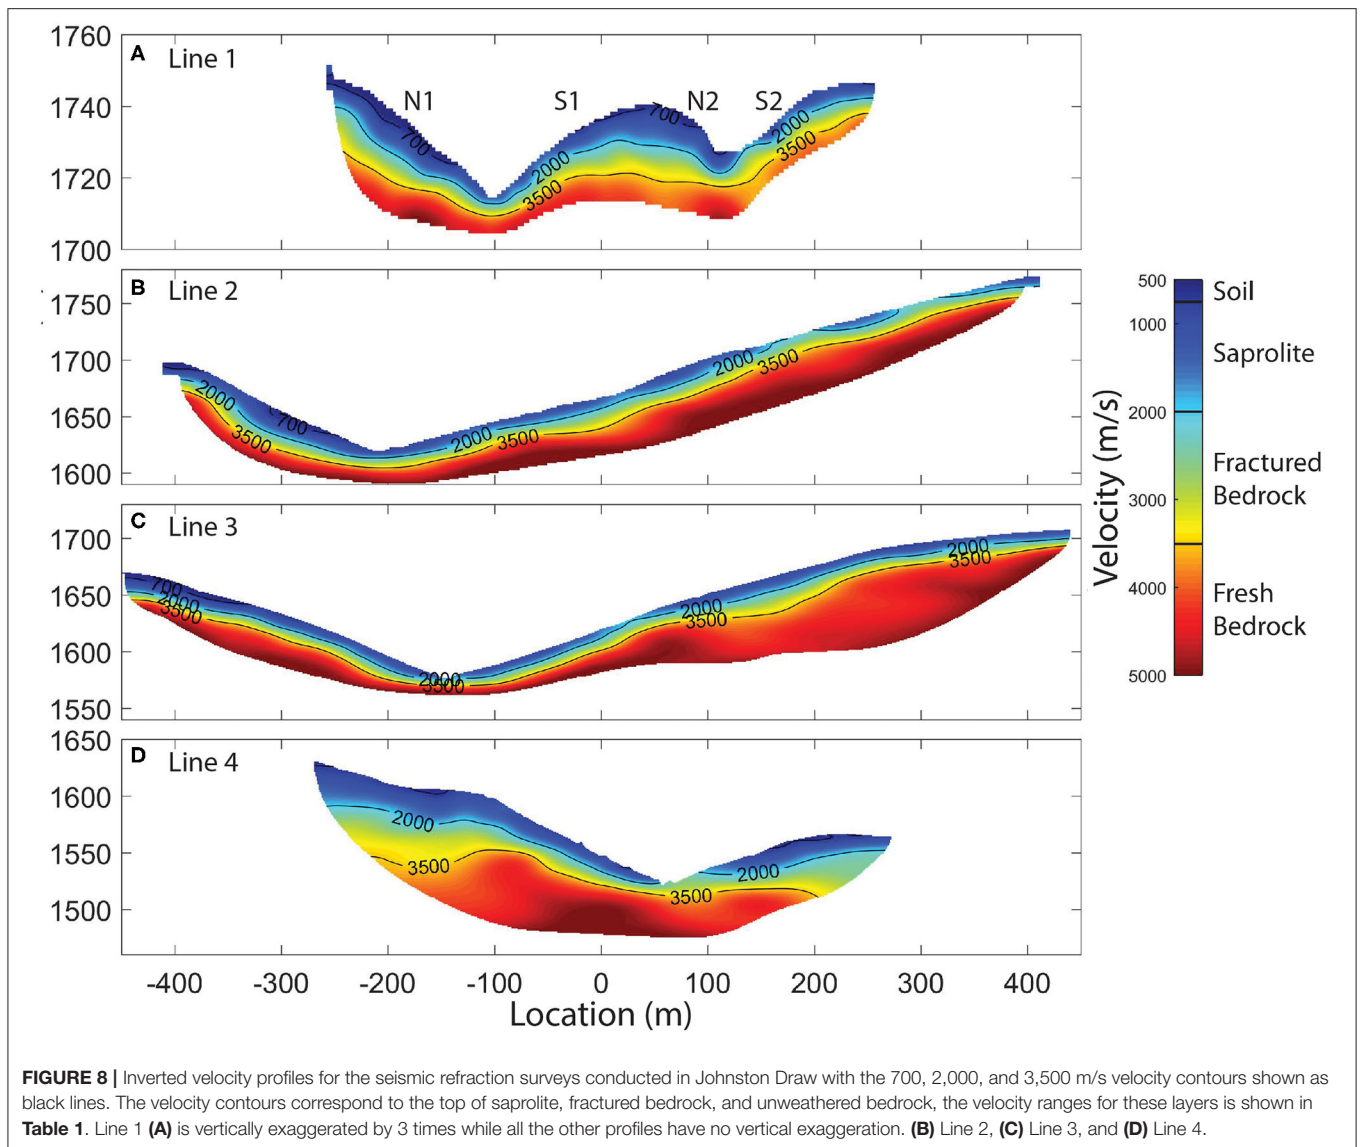 1760
1740
1720
1700
A Line 1
N1 S1 N2 S2
700 2000 3500 700 2000 3500
1750
1700
1650
1600
B Line 2
2000 700 3500 2000 3500 2000 3500
1700
1650
1600
1550
C Line 3
700 2000 3500 2000 3500 2000 3500 2000 3500
1650
1600
1550
1500
D Line 4
2000 3500 3500 2000
-400 -300 -200 -100 0 100 200 300 400
Location (m)
Velocity (m/s)
500
1000
2000
3000
4000
5000
Soil
Saprolite
Fractured
Bedrock
Fresh
Bedrock
FIGURE 8 | Inverted velocity profiles for the seismic refraction surveys conducted in Johnston Draw with the 700, 2,000, and 3,500 m/s velocity contours shown as
black lines. The velocity contours correspond to the top of saprolite, fractured bedrock, and unweathered bedrock, the velocity ranges for these layers is shown in
Table 1. Line 1 (A) is vertically exaggerated by 3 times while all the other profiles have no vertical exaggeration. (B) Line 2, (C) Line 3, and (D) Line 4.